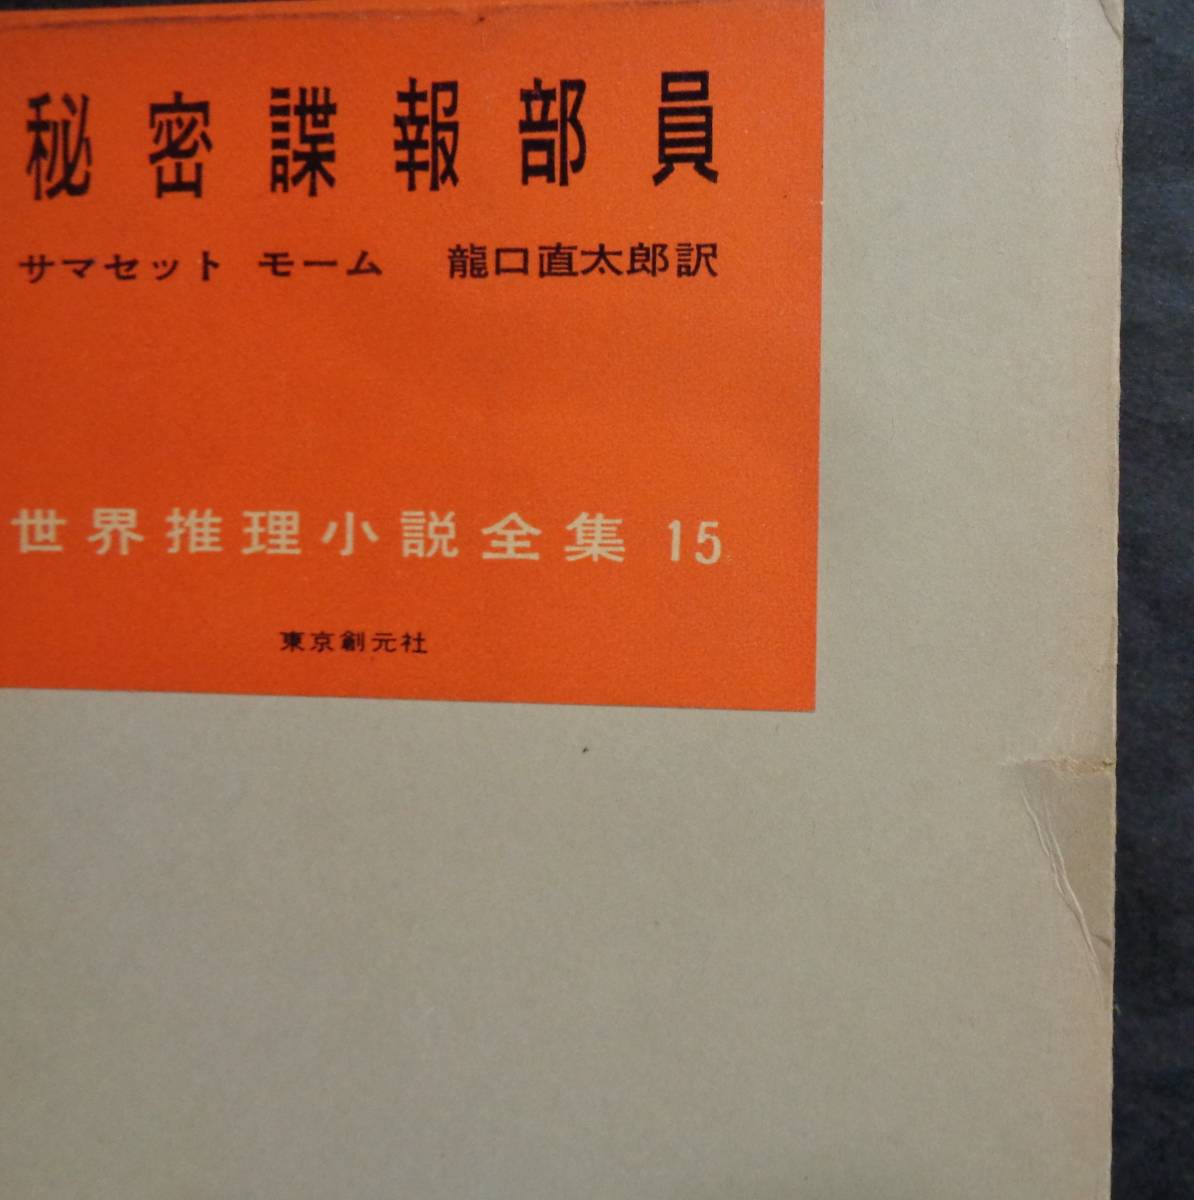 秘密諜報部員
サマセット モーム 龍口直太郎訳
世界推理小説全集 15
東京創元社